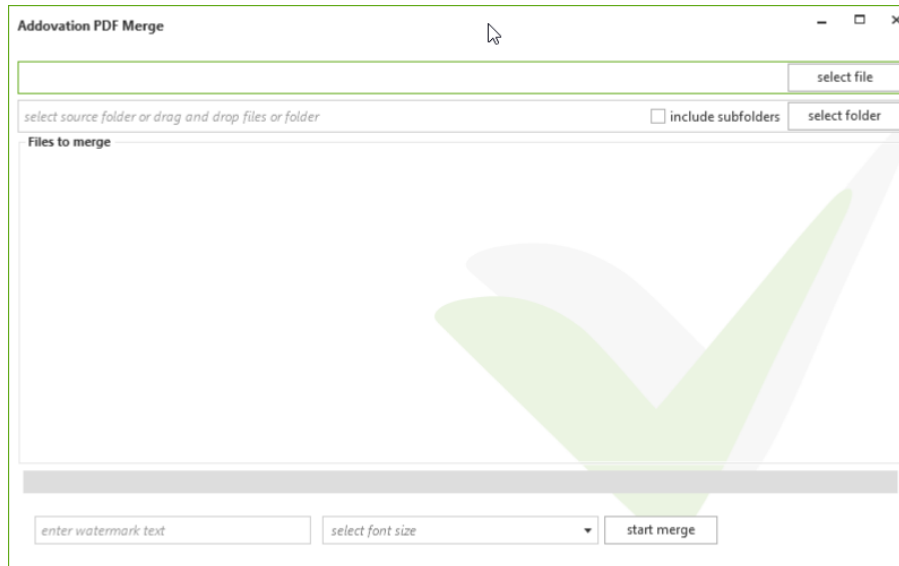 Addovation PDF Merge
select file
select source folder or drag and drop files or folder include subfolders select folder
Files to merge
enter watermark text select font size start merge